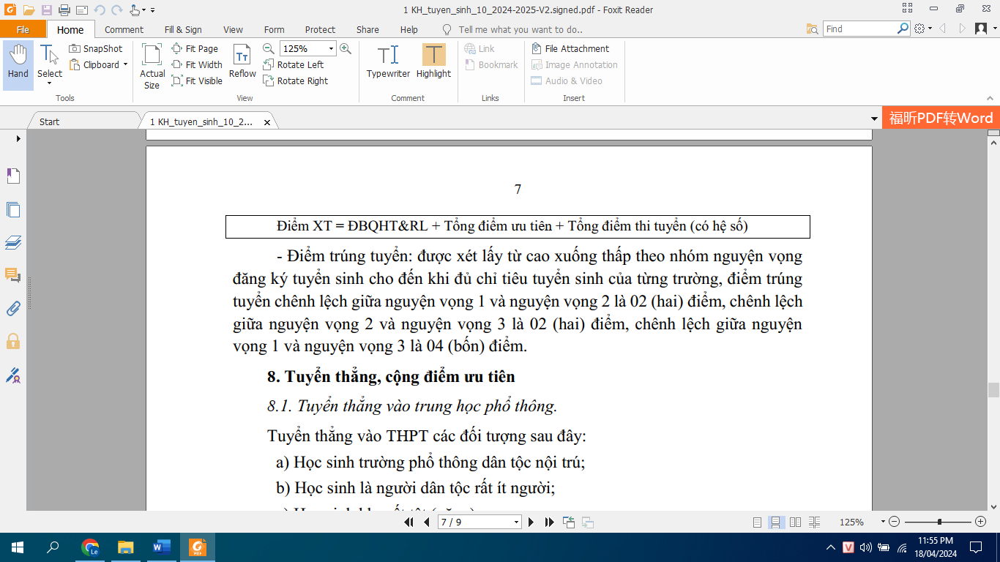 1 KH_tuyen_sinh_10_2024-2025-V2.signed.pdf - Foxit Reader
File Home Comment Fill & Sign View Form Protect Share Help Tell me what you want to do.. Find
Hand
Select
SnapShot
Clipboard
Tools
Actual Size
Fit Page
Fit Width
Fit Visible
Reflow
125%
Rotate Left
Rotate Right
View
Typewriter
Highlight
Comment
Link
Bookmark
Links
File Attachment
Image Annotation
Audio & Video
Insert
Start
1 KH_tuyen_sinh_10_2...
福昕PDF转Word
7
Điểm XT = ĐBQHT&RL + Tổng điểm ưu tiên + Tổng điểm thi tuyển (có hệ số)
- Điểm trúng tuyển: được xét lấy từ cao xuống thấp theo nhóm nguyện vọng
đăng ký tuyển sinh cho đến khi đủ chỉ tiêu tuyển sinh của từng trường, điểm trúng
tuyển chênh lệch giữa nguyện vọng 1 và nguyện vọng 2 là 02 (hai) điểm, chênh lệch
giữa nguyện vọng 2 và nguyện vọng 3 là 02 (hai) điểm, chênh lệch giữa nguyện
vọng 1 và nguyện vọng 3 là 04 (bốn) điểm.
8. Tuyển thẳng, cộng điểm ưu tiên
8.1. Tuyển thẳng vào trung học phổ thông.
Tuyển thẳng vào THPT các đối tượng sau đây:
a) Học sinh trường phổ thông dân tộc nội trú;
b) Học sinh là người dân tộc rất ít người;
7 / 9
125%
Le
W
PDF
V
11:55 PM
18/04/2024